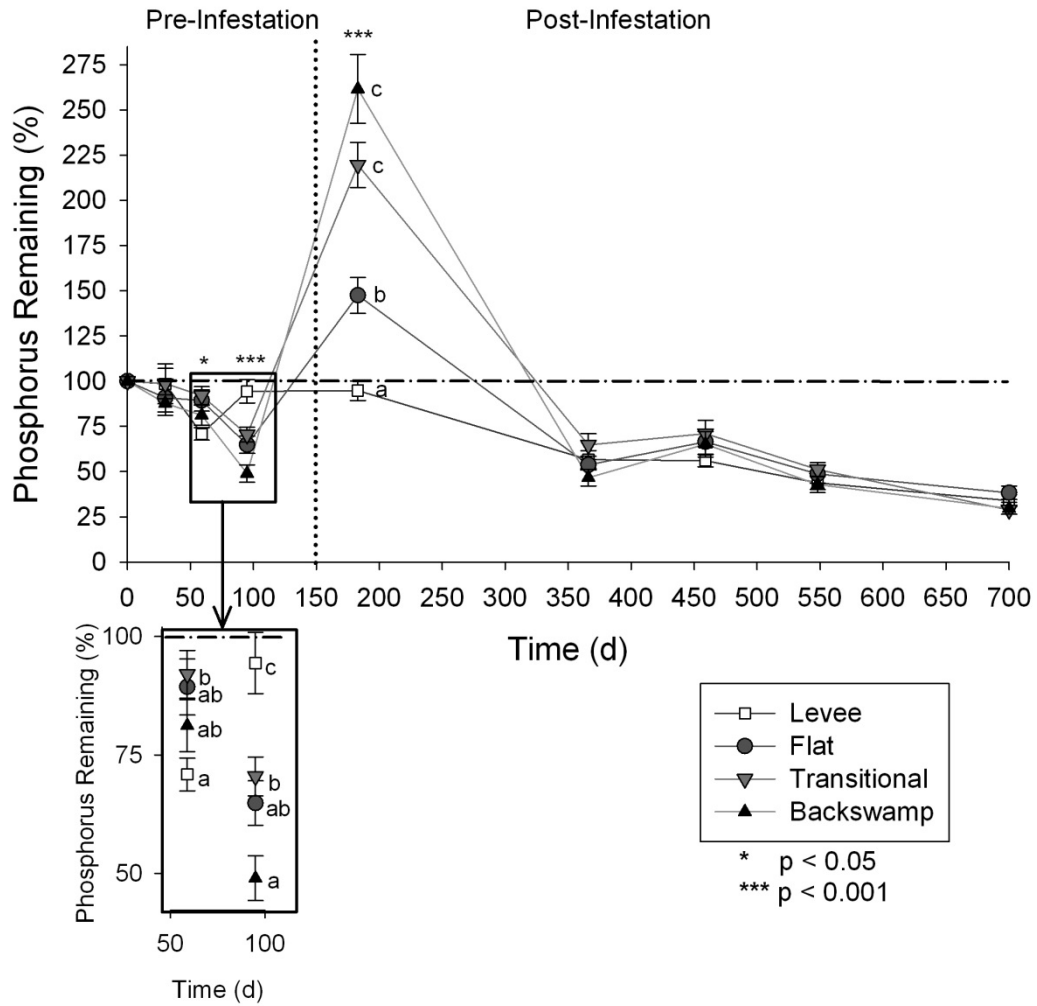 Pre-Infestation Post-Infestation
***
275
250
225
200
175
150
125
100
75
50
25
0
Phosphorus Remaining (%)
c
c
b
a
* ***
0 50 100 150 200 250 300 350 400 450 500 550 600 650 700
Time (d)
100
75
50
Phosphorus Remaining (%)
b
ab
ab
a
c
b
ab
a
50 100
Time (d)
Levee
Flat
Transitional
Backswamp
* p < 0.05
*** p < 0.001